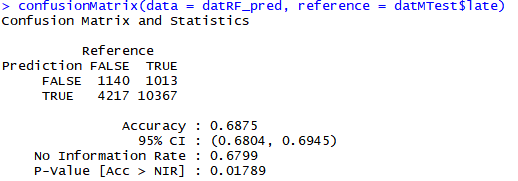 > confusionMatrix(data = datRF_pred, reference = datMTest$late)
Confusion Matrix and Statistics
Reference
Prediction FALSE TRUE
FALSE 1140 1013
TRUE 4217 10367
Accuracy : 0.6875
95% CI : (0.6804, 0.6945)
No Information Rate : 0.6799
P-Value [Acc > NIR] : 0.01789